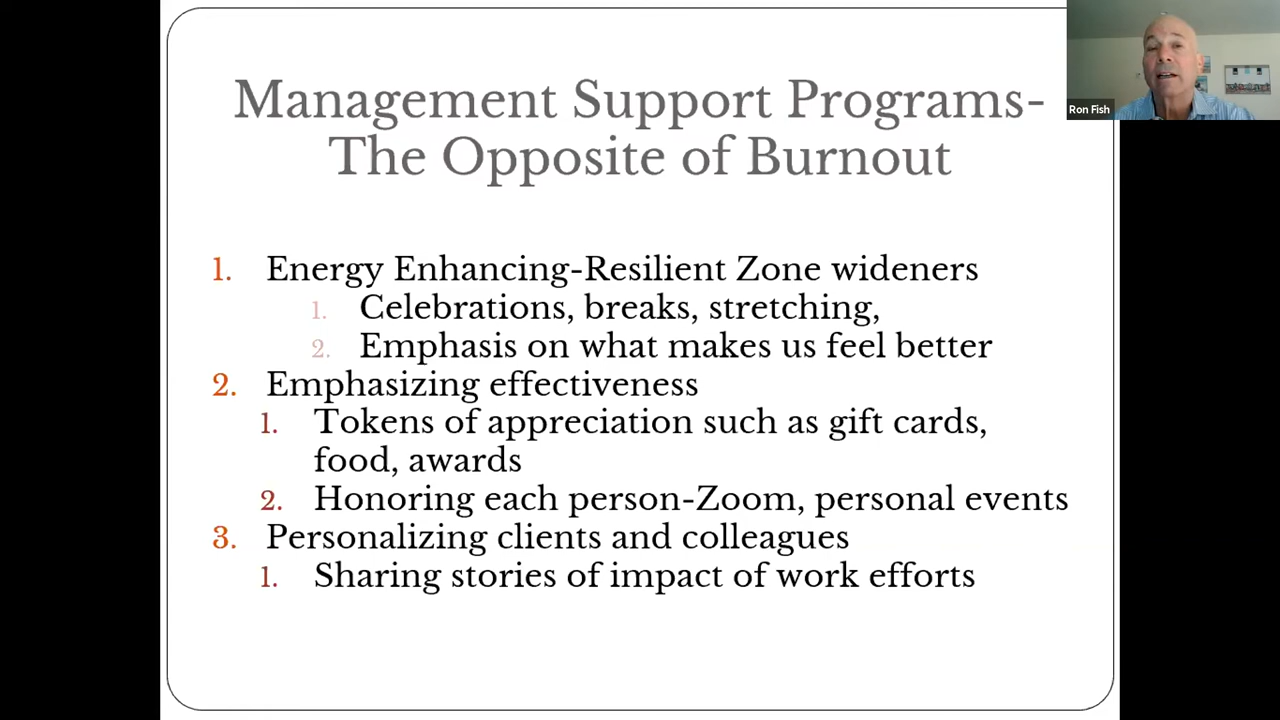 Management Support Programs-
The Opposite of Burnout
Ron Fish
1. Energy Enhancing-Resilient Zone wideners
1. Celebrations, breaks, stretching,
2. Emphasis on what makes us feel better
2. Emphasizing effectiveness
1. Tokens of appreciation such as gift cards,
food, awards
2. Honoring each person-Zoom, personal events
3. Personalizing clients and colleagues
1. Sharing stories of impact of work efforts